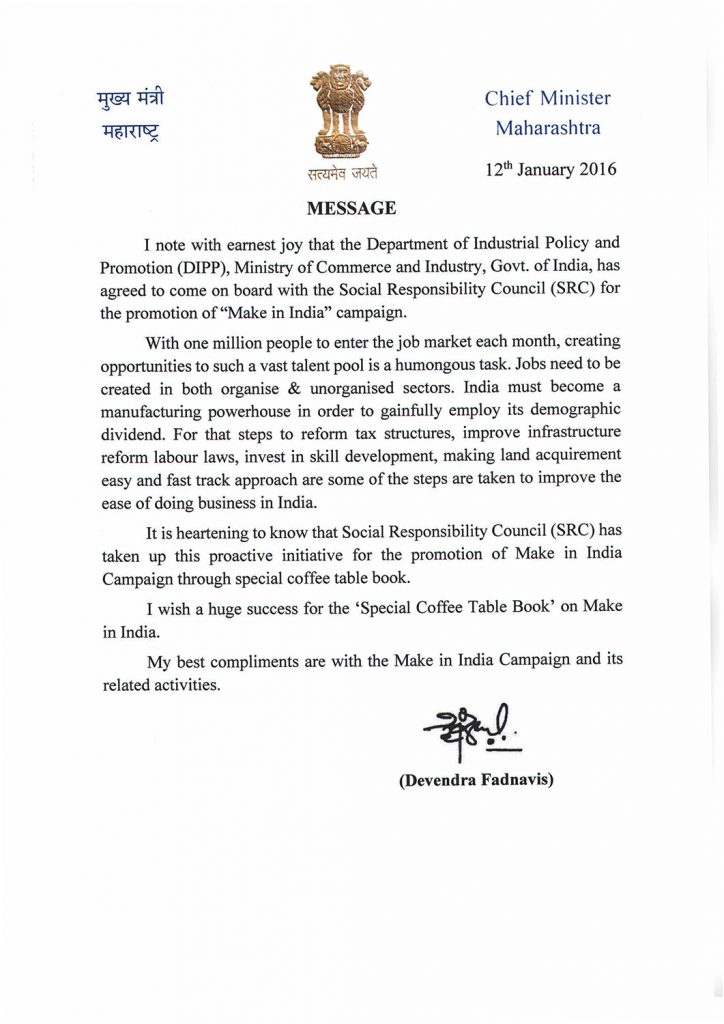 मुख्य मंत्री
महाराष्ट्र
सत्यमेव जयते
Chief Minister
Maharashtra
12th January 2016
MESSAGE
I note with earnest joy that the Department of Industrial Policy and
Promotion (DIPP), Ministry of Commerce and Industry, Govt. of India, has
agreed to come on board with the Social Responsibility Council (SRC) for
the promotion of “Make in India” campaign.
With one million people to enter the job market each month, creating
opportunities to such a vast talent pool is a humongous task. Jobs need to be
created in both organise & unorganised sectors. India must become a
manufacturing powerhouse in order to gainfully employ its demographic
dividend. For that steps to reform tax structures, improve infrastructure
reform labour laws, invest in skill development, making land acquirement
easy and fast track approach are some of the steps are taken to improve the
ease of doing business in India.
It is heartening to know that Social Responsibility Council (SRC) has
taken up this proactive initiative for the promotion of Make in India
Campaign through special coffee table book.
I wish a huge success for the ‘Special Coffee Table Book’ on Make
in India.
My best compliments are with the Make in India Campaign and its
related activities.
(Devendra Fadnavis)